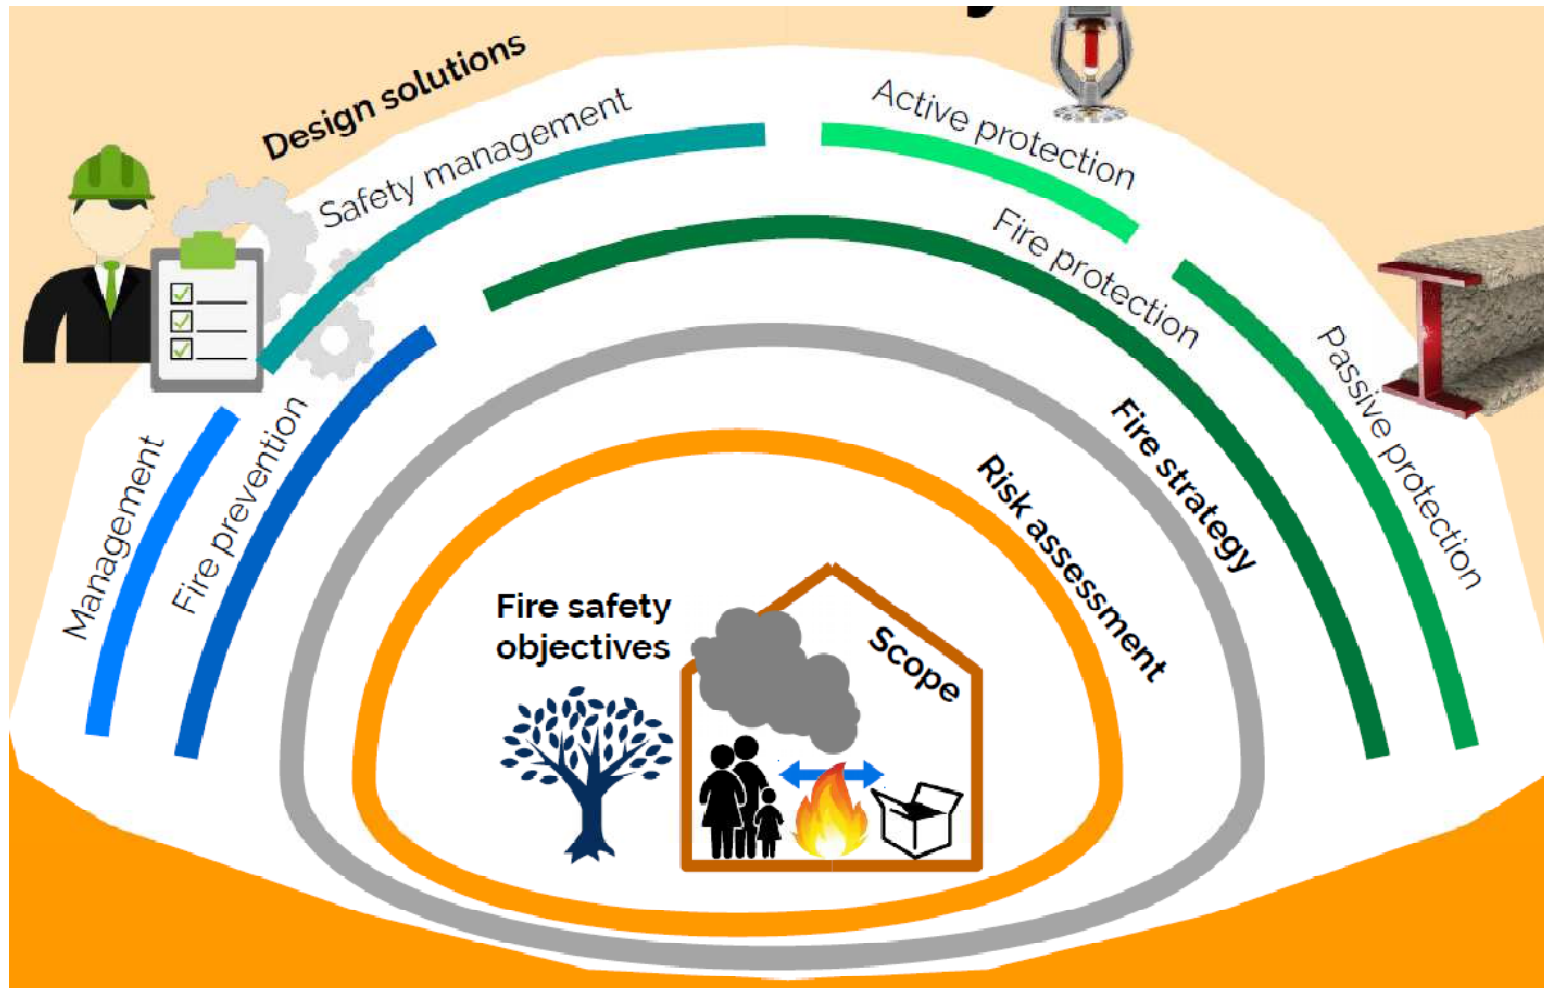 Design solutions
Safety management
Active protection
Fire protection
Passive protection
Management
Fire prevention
Fire strategy
Risk assessment
Fire safety
objectives
Scope